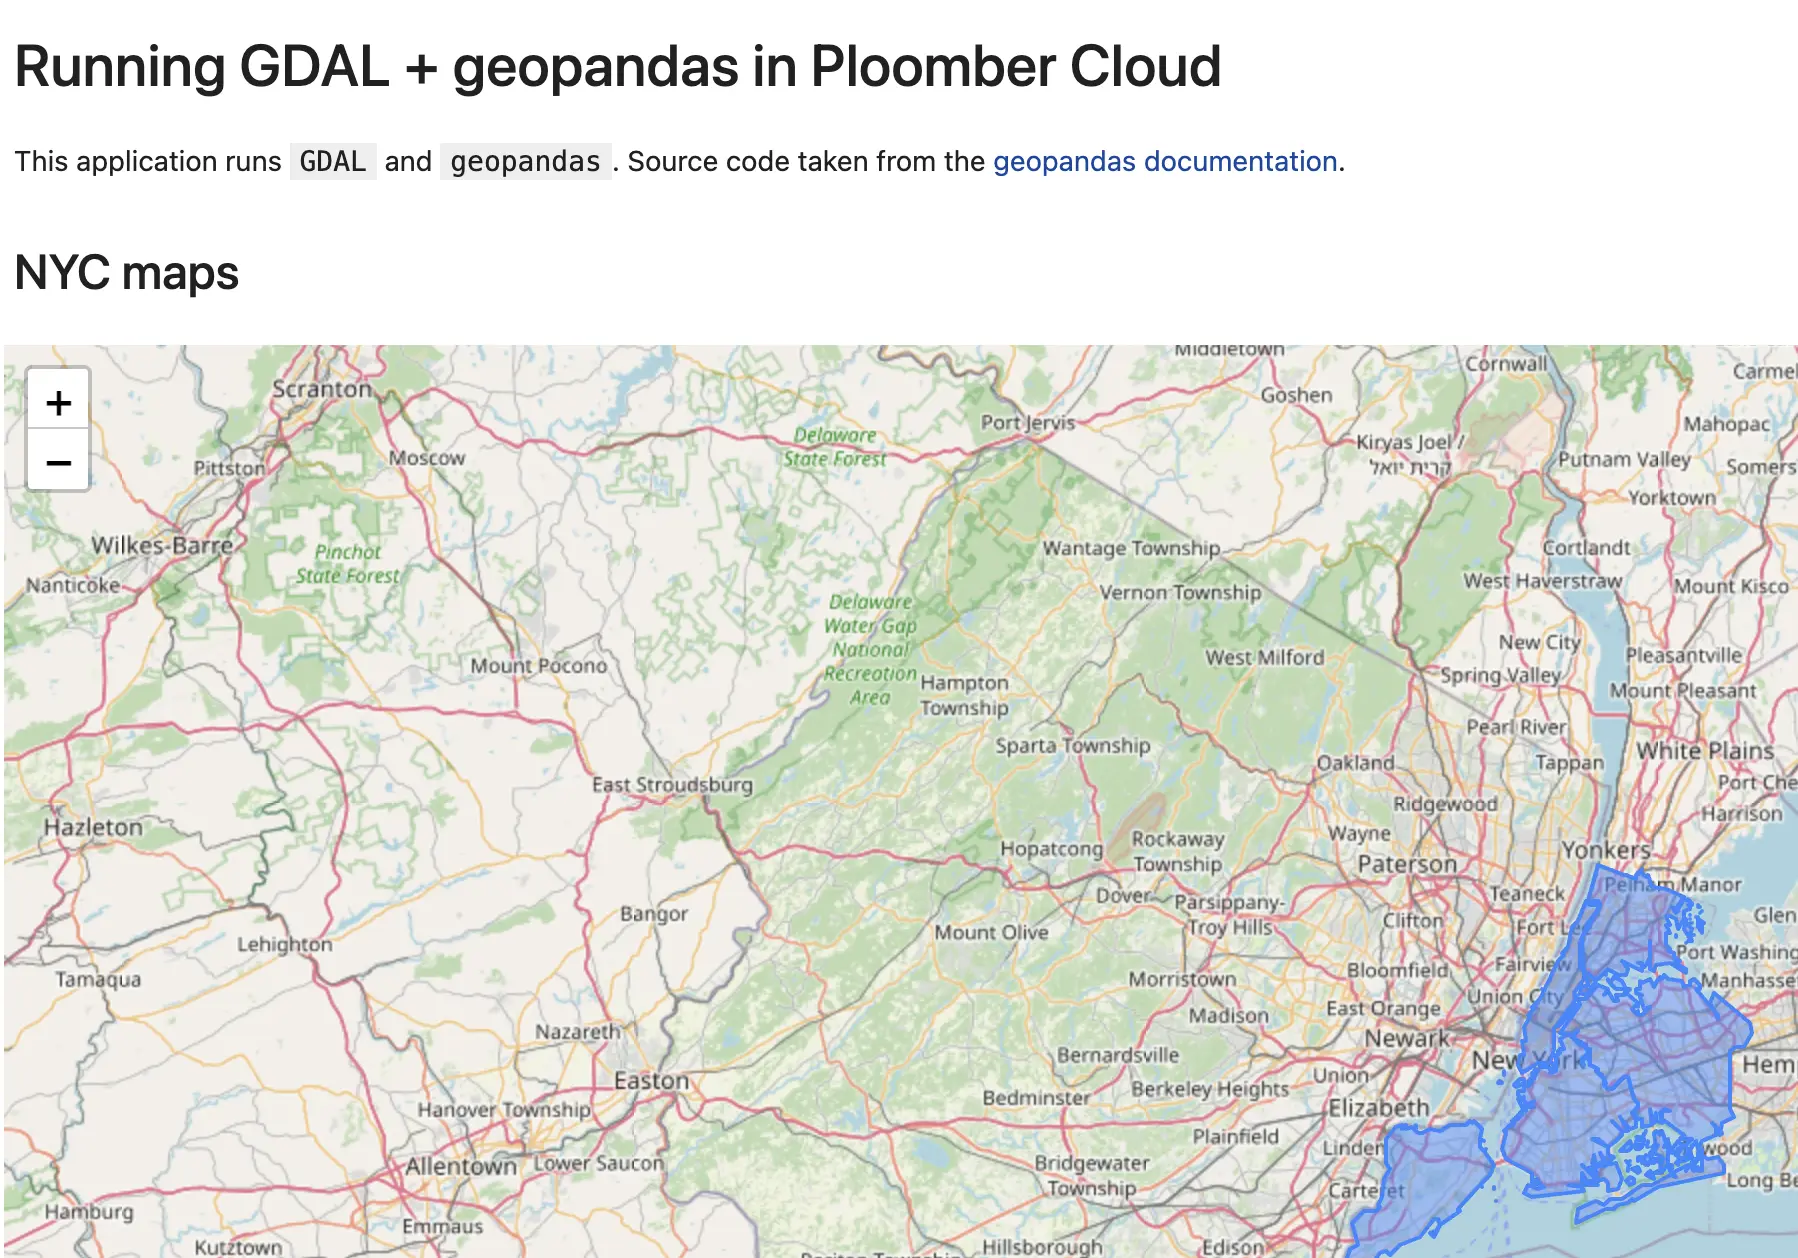 Running GDAL + geopandas in Ploomber Cloud
This application runs GDAL and geopandas. Source code taken from the geopandas documentation.
NYC maps
+
−
Middletown
Cornwall
Carmel
Scranton
Goshen
Port Jervis
Mahopac
Delaware
State Forest
Kiryas Joel /
קרית יואל
Moscow
Pittston
Putnam Valley
Somers
Yorktown
Wilkes-Barre
Pinchot
State Forest
Wantage Township
Cortlandt
Nanticoke
Vernon Township
West Haverstraw
Mount Kisco
Delaware
Water Gap
National
Recreation
Area
New City
Pleasantville
West Milford
Mount Pocono
Hampton
Township
Spring Valley
Mount Pleasant
Pearl River
Sparta Township
White Plains
Oakland
Tappan
Port Che
East Stroudsburg
Ridgewood
Harrison
Hazleton
Hopatcong
Rockaway
Township
Wayne
Yonkers
Paterson
Pelham Manor
Dover
Parsippany-
Troy Hills
Teaneck
Bangor
Clifton
Fort Lee
Glen
Mount Olive
Lehighton
Port Washing
Tamaqua
Morristown
Bloomfield
Fairview
Manhasse
Union City
Madison
East Orange
Nazareth
Newark
New York
Bernardsville
Hem
Easton
Union
Berkeley Heights
Bedminster
Elizabeth
Hanover Township
Plainfield
Linden
wood
Allentown
Lower Saucon
Bridgewater
Township
Carteret
Long Be
Hamburg
Emmaus
Kutztown
Hillsborough
Edison